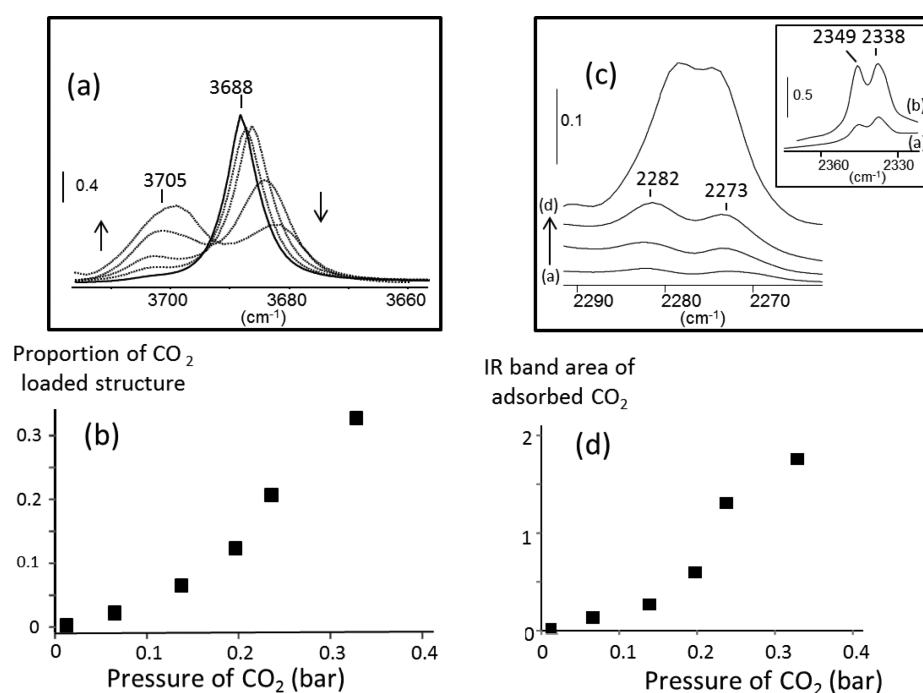 (a)
3688
3705
0.4
3700
3680
3660
(cm⁻¹)
(c)
2349 2338
0.5
(b)
(a)
2360
2330
(cm⁻¹)
0.1
2282
2273
(d)
(a)
2290
2280
2270
(cm⁻¹)
Proportion of CO₂
loaded structure
(b)
0.3
0.2
0.1
0
0
0.1
0.2
0.3
0.4
Pressure of CO₂ (bar)
IR band area of
adsorbed CO₂
(d)
2
1
0
0
0.1
0.2
0.3
0.4
Pressure of CO₂ (bar)